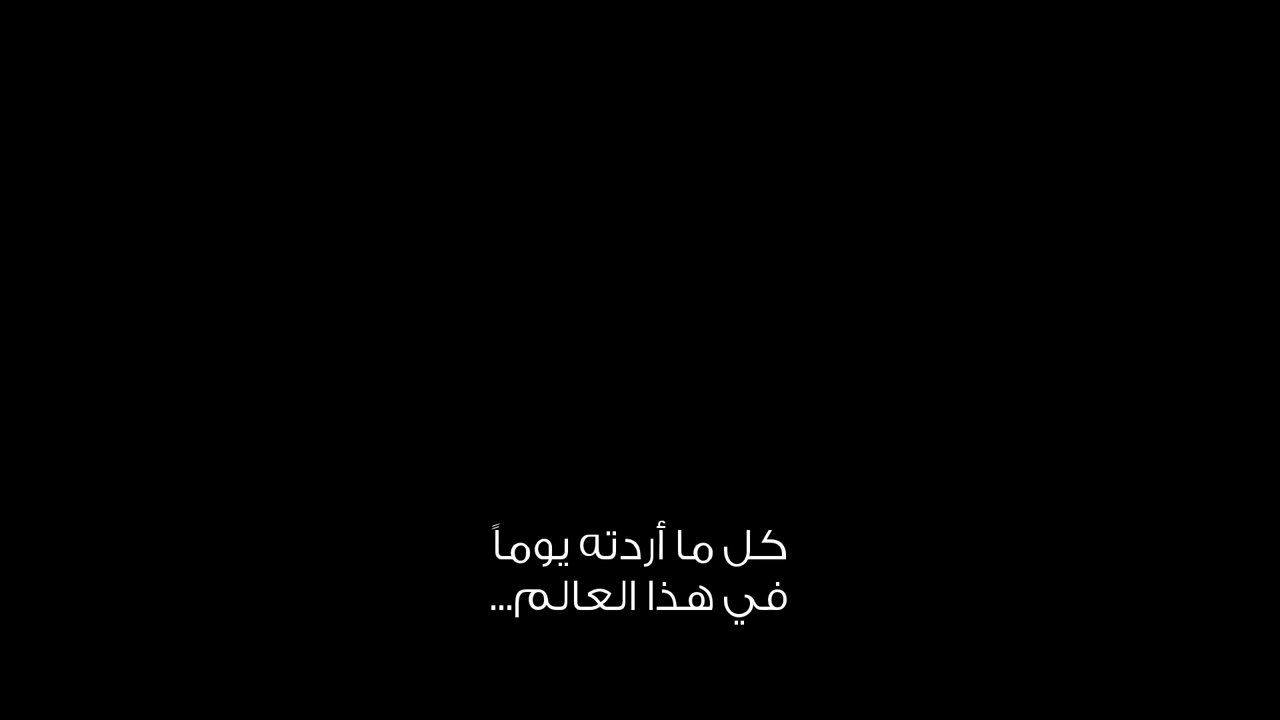 كل ما أردته يوماً
في هذا العالم...